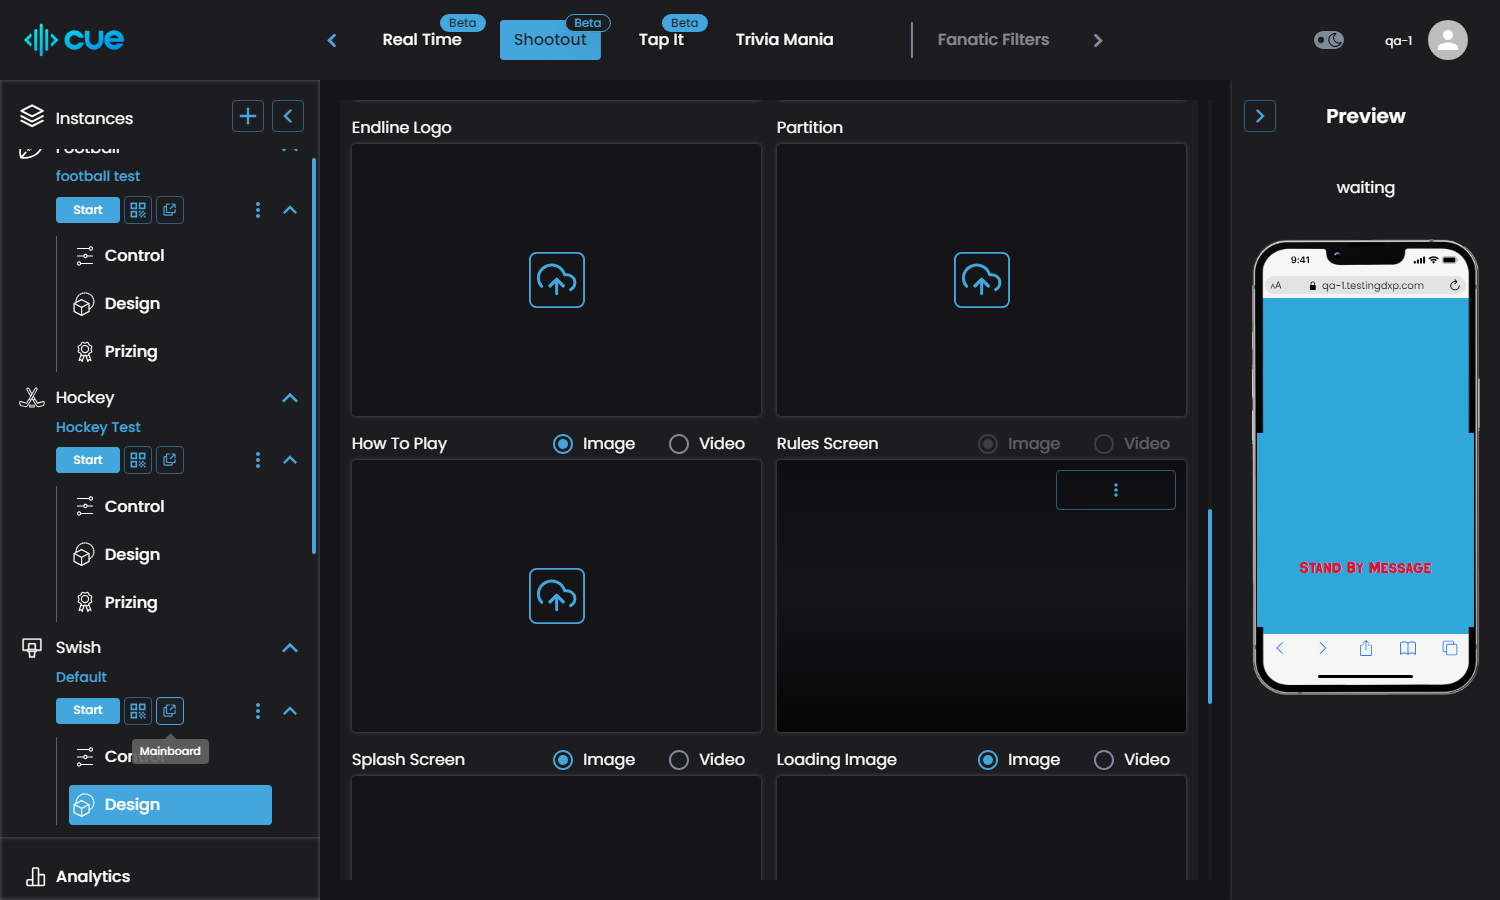 cue
Real Time
Beta
Shootout
Beta
Tap It
Beta
Trivia Mania
Fanatic Filters
qa-1
Instances
Football
football test
Start
Control
Design
Prizing
Hockey
Hockey Test
Start
Control
Design
Prizing
Swish
Default
Start
Mainboard
Control
Design
Analytics
Endline Logo
Partition
How To Play
Image
Video
Rules Screen
Image
Video
Splash Screen
Image
Video
Loading Image
Image
Video
Preview
waiting
9:41
AA
qa-1.testingdxp.com
Stand By Message